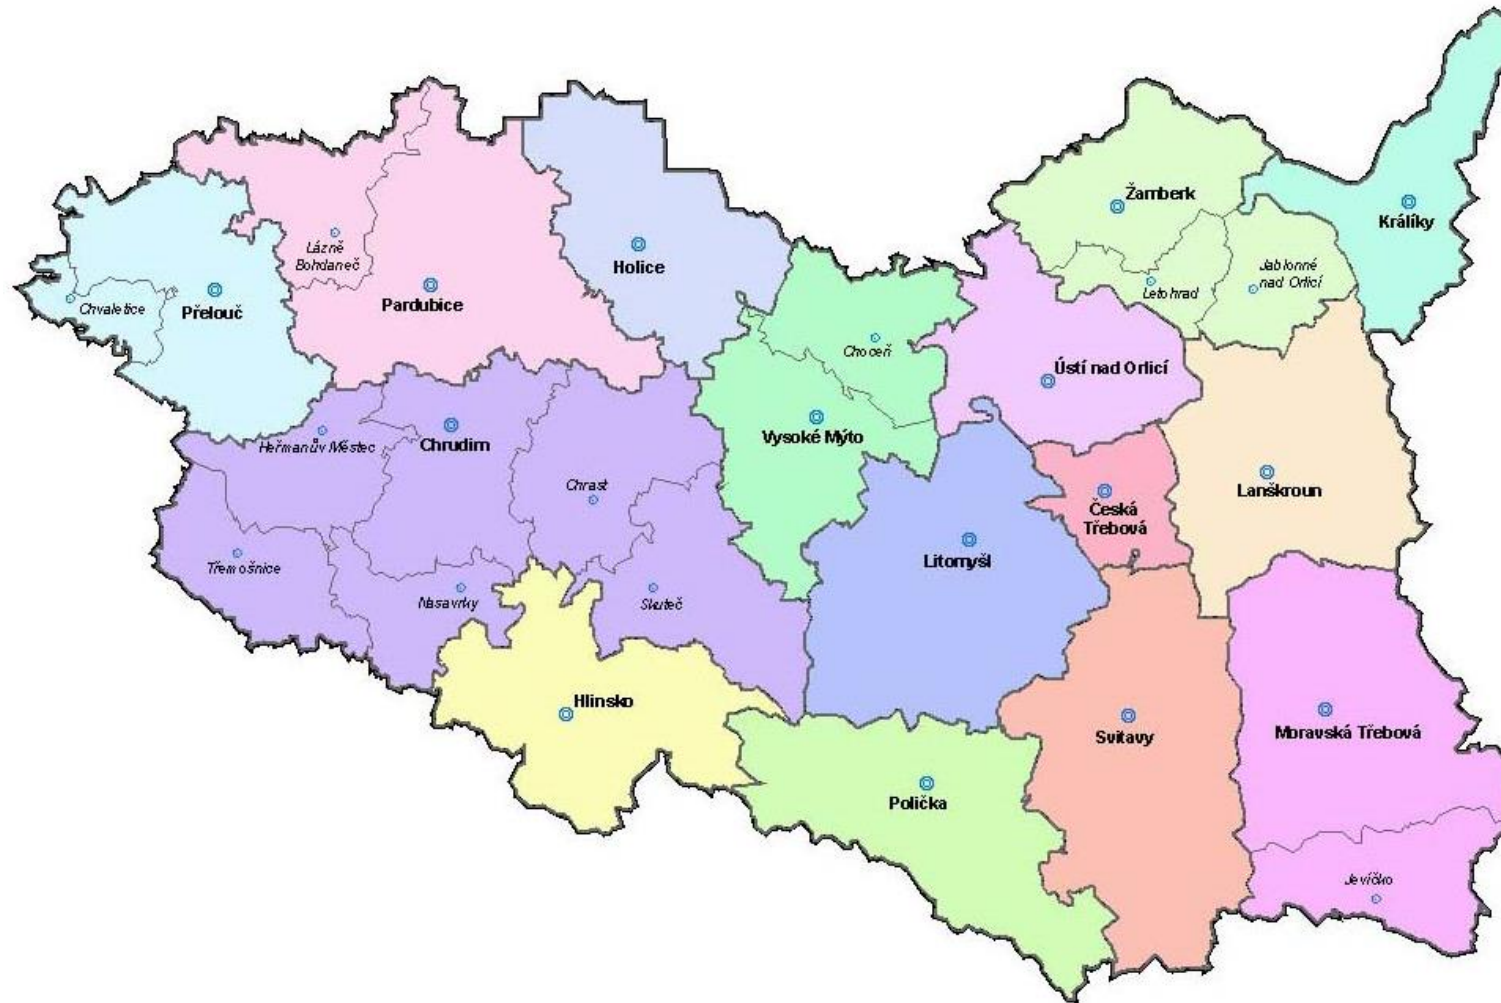 Žamberk
Králíky
Lázně
Bohdaneč
Holice
Jablonné
nad Orlicí
Letohrad
Chvaletice
Přelouč
Pardubice
Choceň
Ústí nad Orlicí
Heřmanův Městec
Chrudim
Vysoké Mýto
Chrast
Lanškroun
Česká
Třebová
Litomyšl
Třemošnice
Nasavrky
Skuteč
Hlinsko
Svitavy
Moravská Třebová
Polička
Jevíčko